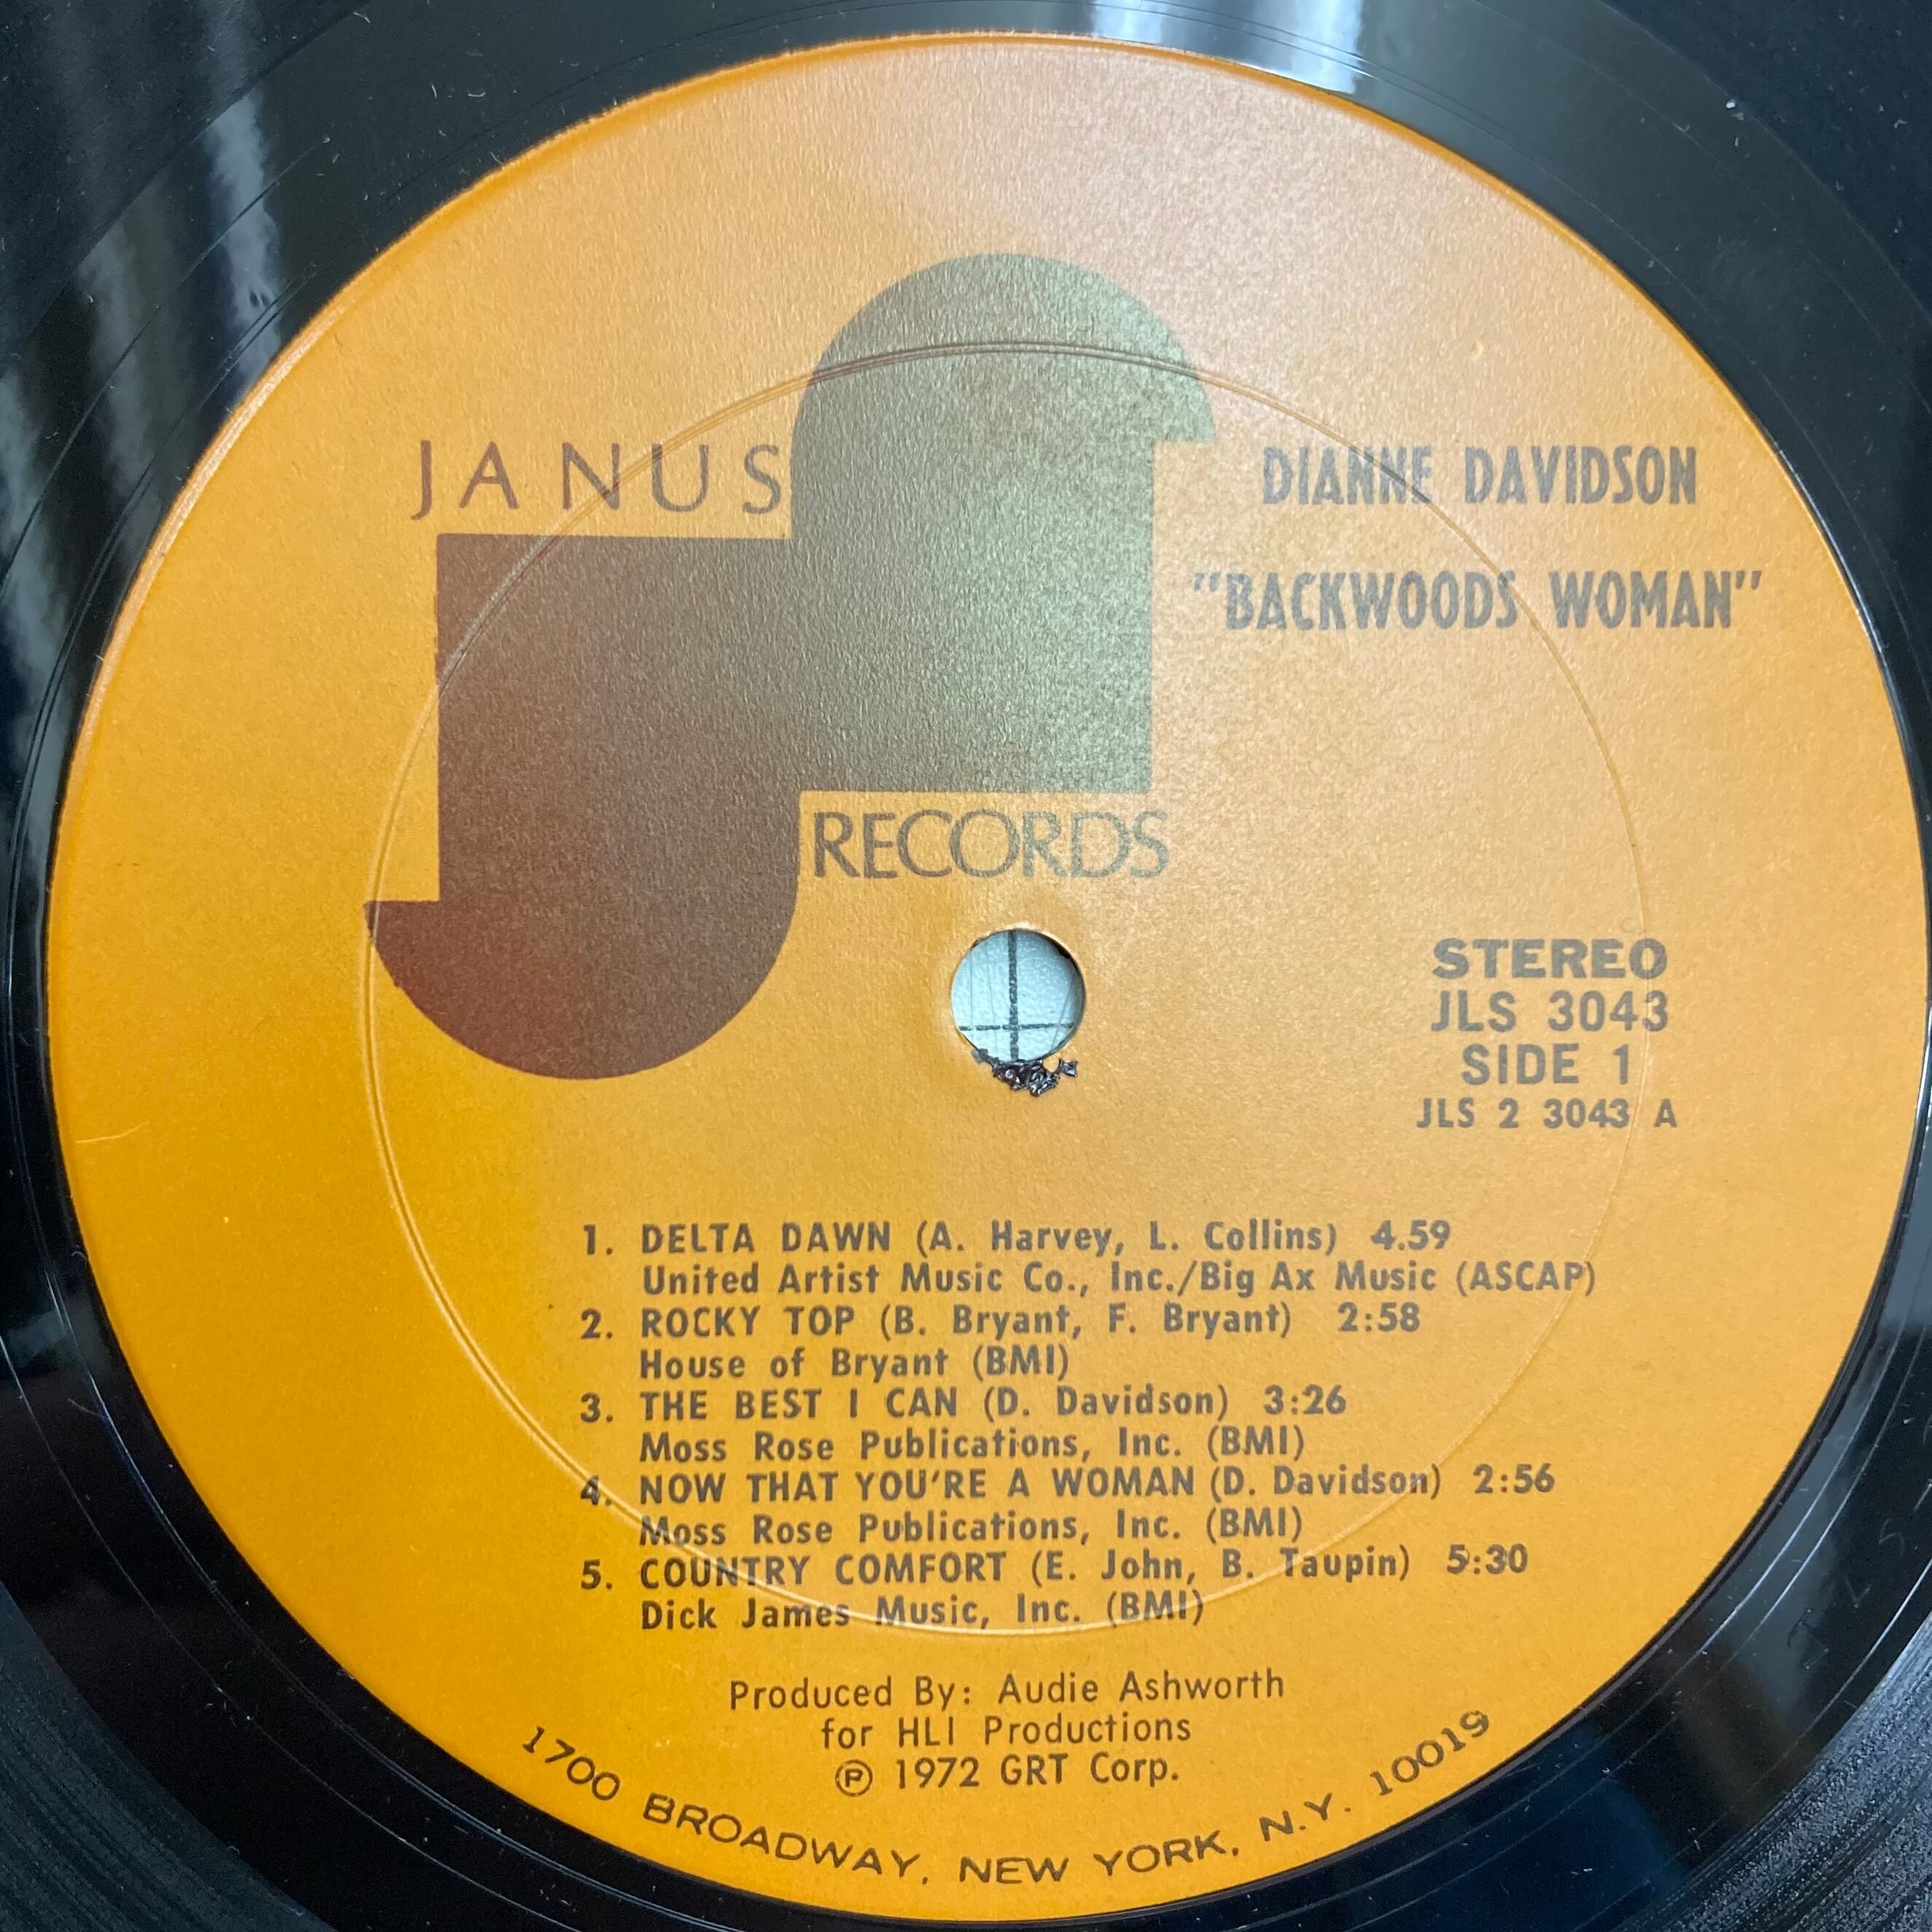 JANUS
RECORDS
DIANNE DAVIDSON
"BACKWOODS WOMAN"
STEREO
JLS 3043
SIDE 1
JLS 2 3043 A
1. DELTA DAWN (A. Harvey, L. Collins) 4.59
United Artist Music Co., Inc./Big Ax Music (ASCAP)
2. ROCKY TOP (B. Bryant, F. Bryant) 2:58
House of Bryant (BMI)
3. THE BEST I CAN (D. Davidson) 3:26
Moss Rose Publications, Inc. (BMI)
4. NOW THAT YOU'RE A WOMAN (D. Davidson) 2:56
Moss Rose Publications, Inc. (BMI)
5. COUNTRY COMFORT (E. John, B. Taupin) 5:30
Dick James Music, Inc. (BMI)
Produced By: Audie Ashworth
for HLI Productions
℗ 1972 GRT Corp.
1700 BROADWAY, NEW YORK, N.Y. 10019